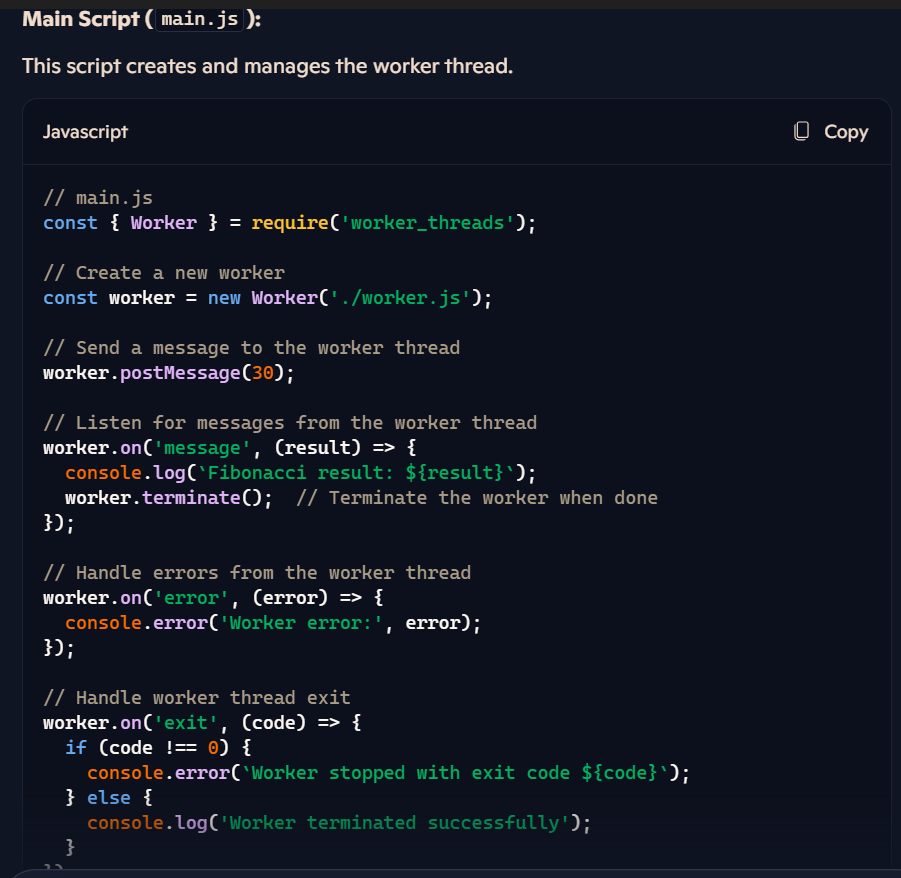 Main Script (main.js):
This script creates and manages the worker thread.
Javascript
Copy
// main.js
const { Worker } = require('worker_threads');
// Create a new worker
const worker = new Worker('./worker.js');
// Send a message to the worker thread
worker.postMessage(30);
// Listen for messages from the worker thread
worker.on('message', (result) => {
  console.log(`Fibonacci result: ${result}`);
  worker.terminate();  // Terminate the worker when done
});
// Handle errors from the worker thread
worker.on('error', (error) => {
  console.error('Worker error:', error);
});
// Handle worker thread exit
worker.on('exit', (code) => {
  if (code !== 0) {
    console.error(`Worker stopped with exit code ${code}`);
  } else {
    console.log('Worker terminated successfully');
  }